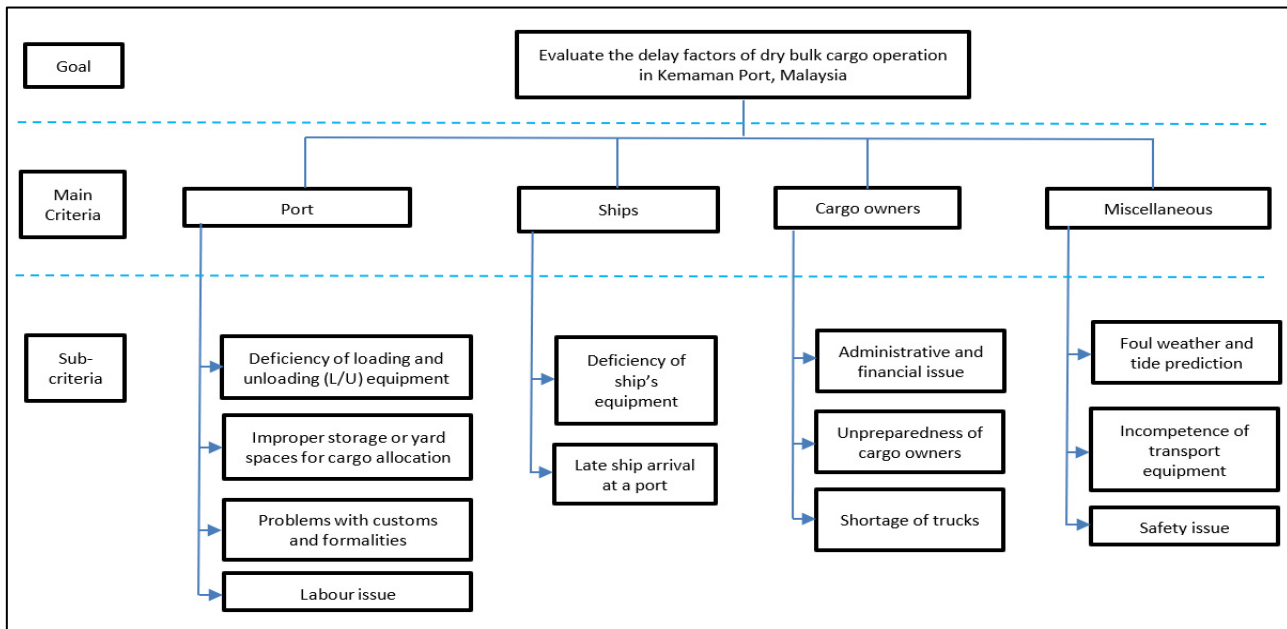 Goal
Evaluate the delay factors of dry bulk cargo operation
in Kemaman Port, Malaysia
Main
Criteria
Port
Ships
Cargo owners
Miscellaneous
Sub-
criteria
Deficiency of loading and
unloading (L/U) equipment
Improper storage or yard
spaces for cargo allocation
Problems with customs
and formalities
Labour issue
Deficiency of
ship’s
equipment
Late ship arrival
at a port
Administrative and
financial issue
Unpreparedness of
cargo owners
Shortage of trucks
Foul weather and
tide prediction
Incompetence of
transport
equipment
Safety issue